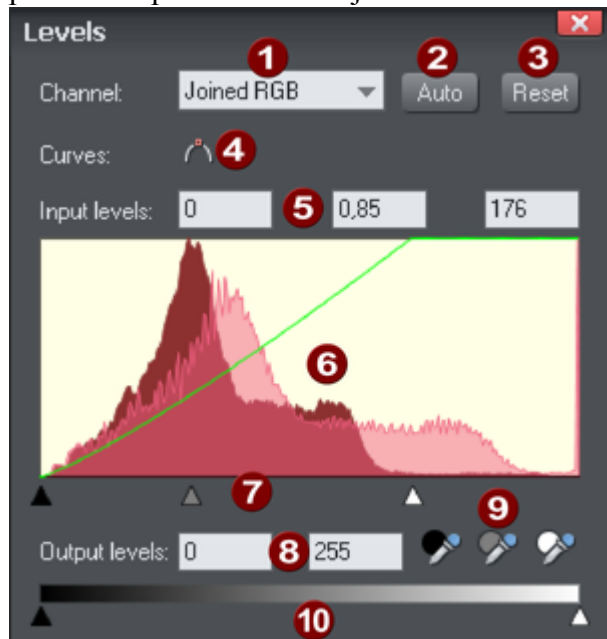 Levels
1 2 3
Channel: Joined RGB Auto Reset
Curves: 4
Input levels: 0 5 0,85 176
6
7
9
Output levels: 0 8 255
10